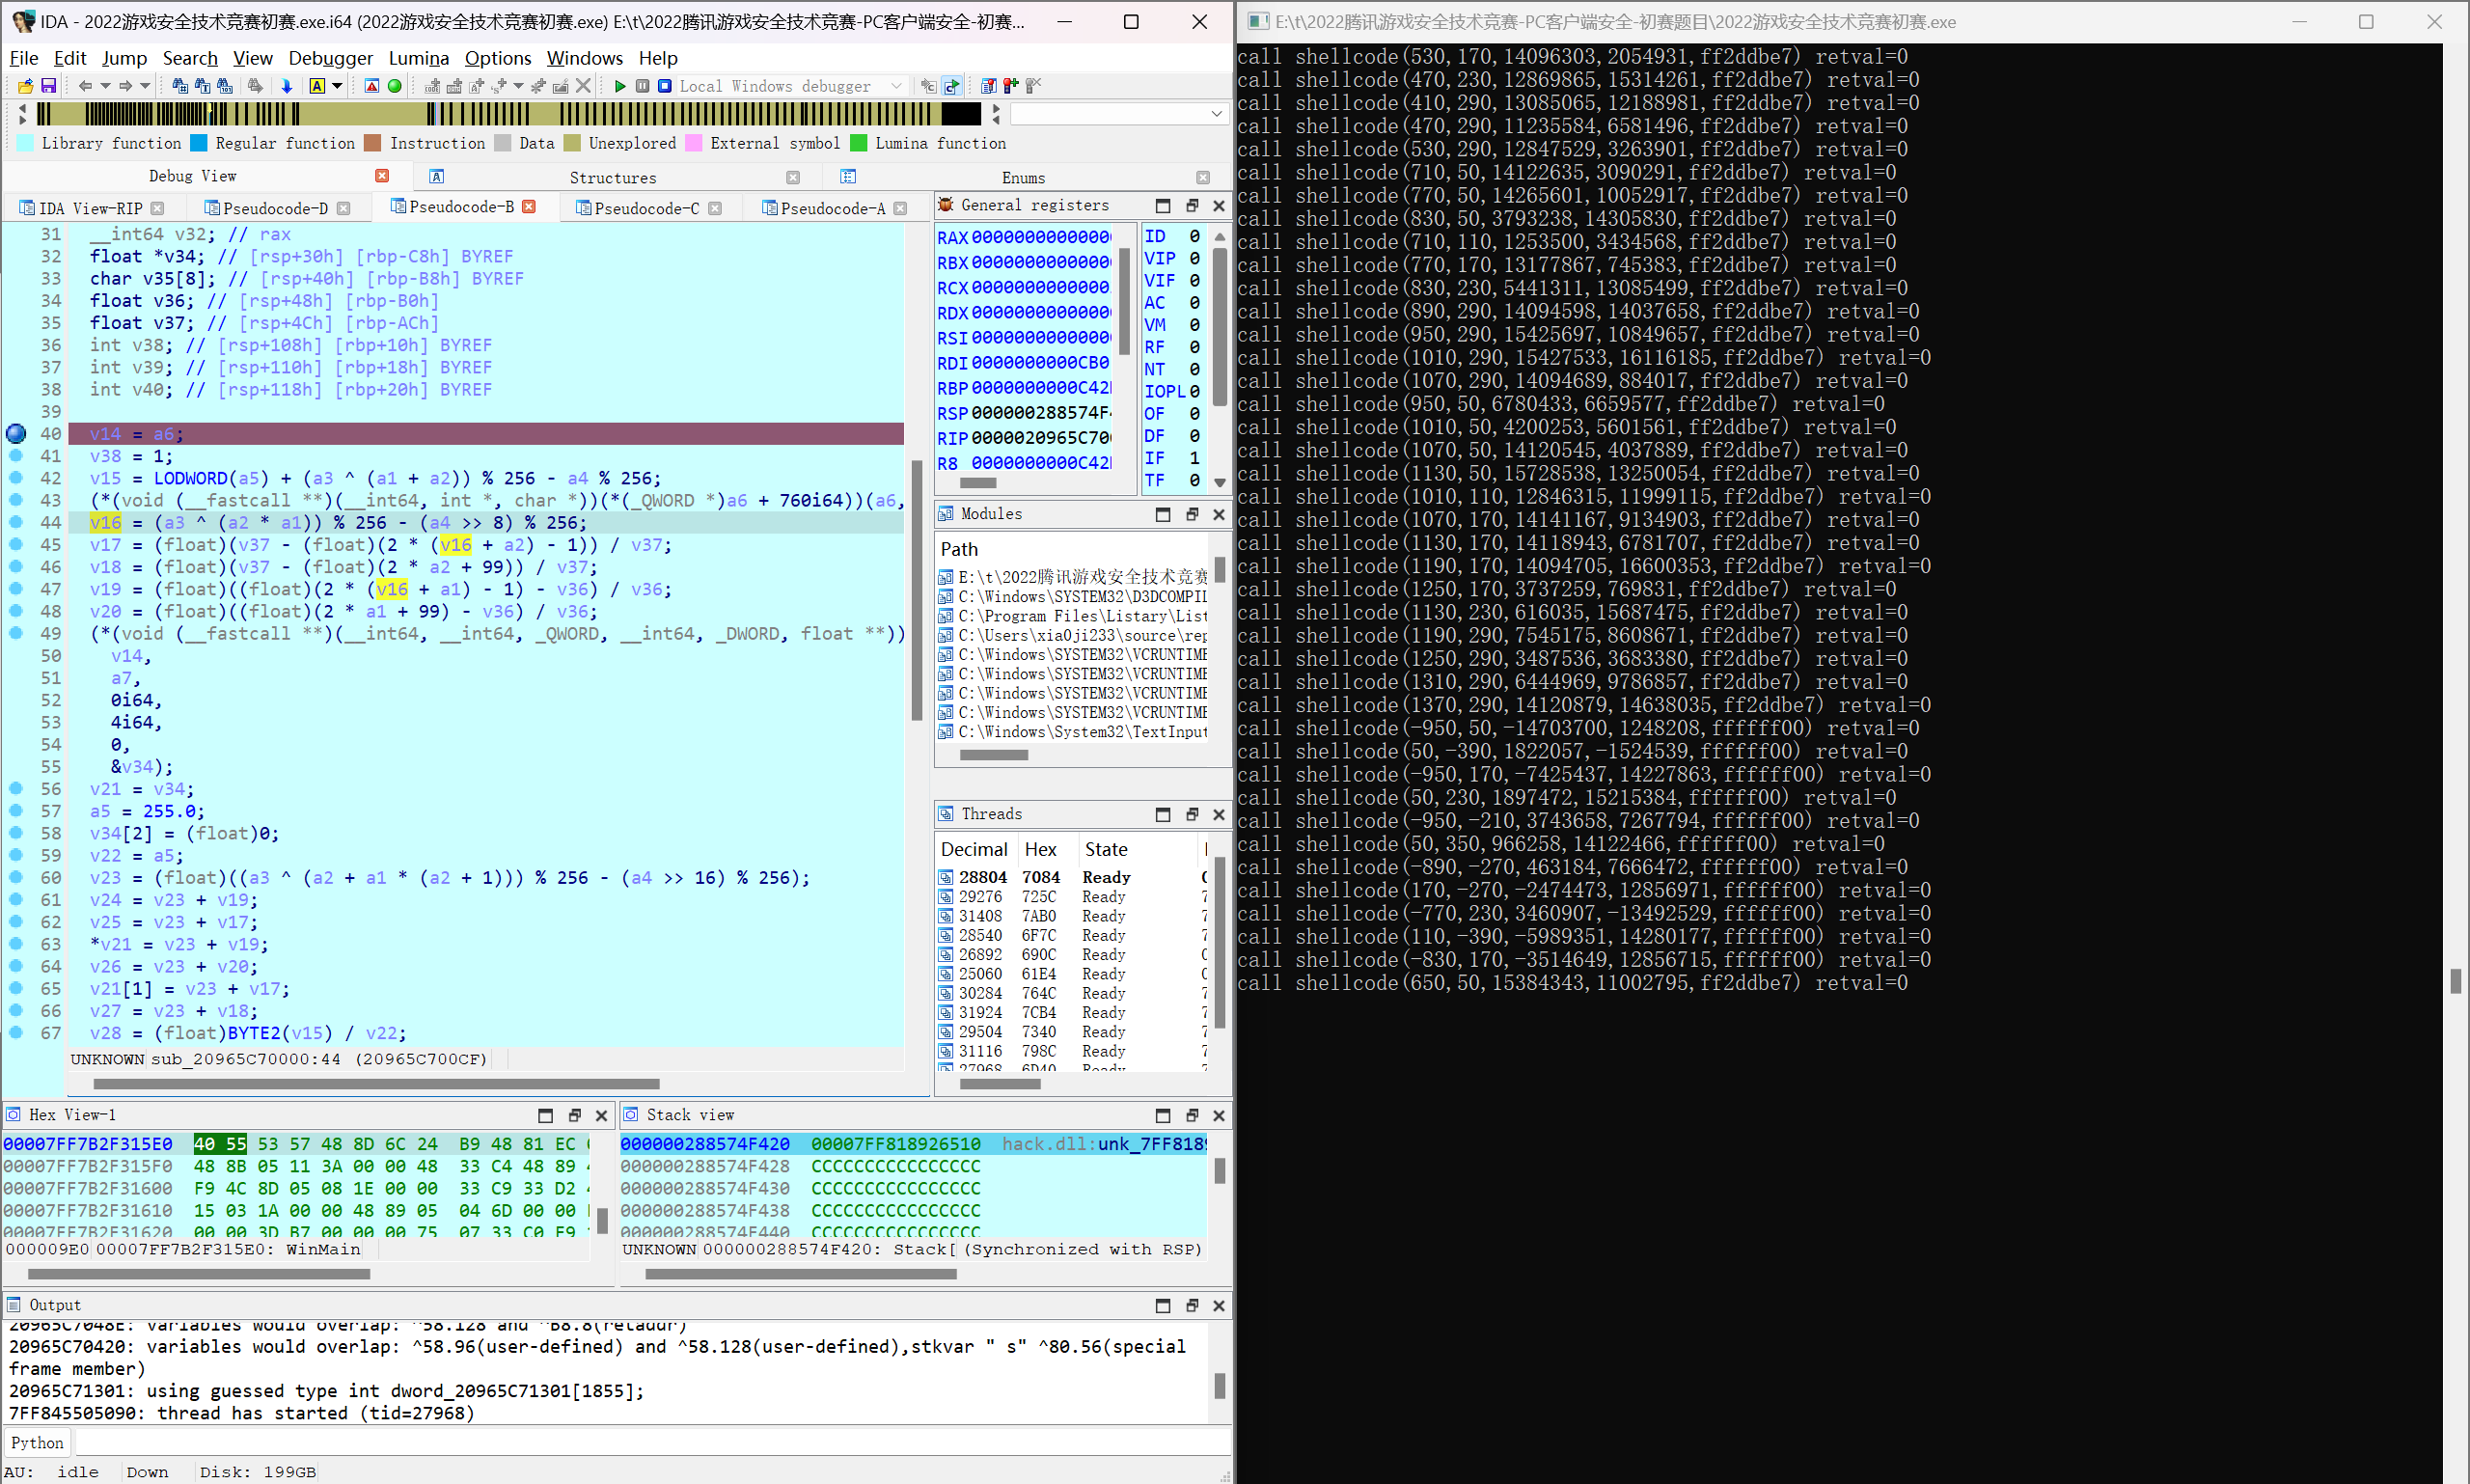 IDA - 2022游戏安全技术竞赛初赛.exe.i64 (2022游戏安全技术竞赛初赛.exe) E:\t\2022腾讯游戏安全技术竞赛-PC客户端安全-初赛...
File Edit Jump Search View Debugger Lumina Options Windows Help
Local Windows debugger
Library function Regular function Instruction Data Unexplored External symbol Lumina function
Debug View Structures Enums
IDA View-RIP Pseudocode-D Pseudocode-B Pseudocode-C Pseudocode-A
31 __int64 v32; // rax
32 float *v34; // [rsp+30h] [rbp-C8h] BYREF
33 char v35[8]; // [rsp+40h] [rbp-B8h] BYREF
34 float v36; // [rsp+48h] [rbp-B0h]
35 float v37; // [rsp+4Ch] [rbp-ACh]
36 int v38; // [rsp+108h] [rbp+10h] BYREF
37 int v39; // [rsp+110h] [rbp+18h] BYREF
38 int v40; // [rsp+118h] [rbp+20h] BYREF
39
40 v14 = a6;
41 v38 = 1;
42 v15 = LODWORD(a5) + (a3 ^ (a1 + a2)) % 256 - a4 % 256;
43 (*(void (__fastcall **)(__int64, int *, char *))(*(_QWORD *)a6 + 760i64))(a6,
44 v16 = (a3 ^ (a2 * a1)) % 256 - (a4 >> 8) % 256;
45 v17 = (float)(v37 - (float)(2 * (v16 + a2) - 1)) / v37;
46 v18 = (float)(v37 - (float)(2 * a2 + 99)) / v37;
47 v19 = (float)((float)(2 * (v16 + a1) - 1) - v36) / v36;
48 v20 = (float)((float)(2 * a1 + 99) - v36) / v36;
49 (*(void (__fastcall **)(__int64, __int64, _QWORD, __int64, _DWORD, float **))
50 v14,
51 a7,
52 0i64,
53 4i64,
54 0,
55 &v34);
56 v21 = v34;
57 a5 = 255.0;
58 v34[2] = (float)0;
59 v22 = a5;
60 v23 = (float)((a3 ^ (a2 + a1 * (a2 + 1))) % 256 - (a4 >> 16) % 256);
61 v24 = v23 + v19;
62 v25 = v23 + v17;
63 *v21 = v23 + v19;
64 v26 = v23 + v20;
65 v21[1] = v23 + v17;
66 v27 = v23 + v18;
67 v28 = (float)BYTE2(v15) / v22;
UNKNOWN sub_20965C70000:44 (20965C700CF)
General registers
RAX 0000000000000
RBX 0000000000000
RCX 000000000000
RDX 0000000000000
RSI 0000000000000
RDI 0000000000CB0
RBP 0000000000C42
RSP 000000288574F
RIP 0000020965C70
R8 0000000000C42
ID 0
VIP 0
VIF 0
AC 0
VM 0
RF 0
NT 0
IOPL 0
OF 0
DF 0
IF 1
TF 0
Modules
Path
E:\t\2022腾讯游戏安全技术竞赛
C:\Windows\SYSTEM32\D3DCOMPIL
C:\Program Files\Listary\List
C:\Users\xia0ji233\source\rep
C:\Windows\SYSTEM32\VCRUNTIME
C:\Windows\SYSTEM32\VCRUNTIME
C:\Windows\SYSTEM32\VCRUNTIME
C:\Windows\SYSTEM32\VCRUNTIME
C:\Windows\System32\TextInput
Threads
Decimal Hex State
28804 7084 Ready
29276 725C Ready
31408 7AB0 Ready
28540 6F7C Ready
26892 690C Ready
25060 61E4 Ready
30284 764C Ready
31924 7CB4 Ready
29504 7340 Ready
31116 798C Ready
27968 6D40 Ready
Hex View-1
00007FF7B2F315E0 40 55 53 57 48 8D 6C 24 B9 48 81 EC
00007FF7B2F315F0 48 8B 05 11 3A 00 00 48 33 C4 48 89
00007FF7B2F31600 F9 4C 8D 05 08 1E 00 00 33 C9 33 D2
00007FF7B2F31610 15 03 1A 00 00 48 89 05 04 6D 00 00
00007FF7B2F31620 00 00 3D B7 00 00 00 75 07 33 C0 E9
000009E0 00007FF7B2F315E0: WinMain
Stack view
000000288574F420 00007FF818926510 hack.dll:unk_7FF818
000000288574F428 CCCCCCCCCCCCCCCC
000000288574F430 CCCCCCCCCCCCCCCC
000000288574F438 CCCCCCCCCCCCCCCC
000000288574F440 CCCCCCCCCCCCCCCC
UNKNOWN 000000288574F420: Stack[ (Synchronized with RSP)
Output
20965C7048E: variables would overlap: ^58.128 and ^B8.8(retaddr)
20965C70420: variables would overlap: ^58.96(user-defined) and ^58.128(user-defined),stkvar " s" ^80.56(special
frame member)
20965C71301: using guessed type int dword_20965C71301[1855];
7FF845505090: thread has started (tid=27968)
Python
AU: idle Down Disk: 199GB
E:\t\2022腾讯游戏安全技术竞赛-PC客户端安全-初赛题目\2022游戏安全技术竞赛初赛.exe
call shellcode(530,170,14096303,2054931,ff2ddbe7) retval=0
call shellcode(470,230,12869865,15314261,ff2ddbe7) retval=0
call shellcode(410,290,13085065,12188981,ff2ddbe7) retval=0
call shellcode(470,290,11235584,6581496,ff2ddbe7) retval=0
call shellcode(530,290,12847529,3263901,ff2ddbe7) retval=0
call shellcode(710,50,14122635,3090291,ff2ddbe7) retval=0
call shellcode(770,50,14265601,10052917,ff2ddbe7) retval=0
call shellcode(830,50,3793238,14305830,ff2ddbe7) retval=0
call shellcode(710,110,1253500,3434568,ff2ddbe7) retval=0
call shellcode(770,170,13177867,745383,ff2ddbe7) retval=0
call shellcode(830,230,5441311,13085499,ff2ddbe7) retval=0
call shellcode(890,290,14094598,14037658,ff2ddbe7) retval=0
call shellcode(950,290,15425697,10849657,ff2ddbe7) retval=0
call shellcode(1010,290,15427533,16116185,ff2ddbe7) retval=0
call shellcode(1070,290,14094689,884017,ff2ddbe7) retval=0
call shellcode(950,50,6780433,6659577,ff2ddbe7) retval=0
call shellcode(1010,50,4200253,5601561,ff2ddbe7) retval=0
call shellcode(1070,50,14120545,4037889,ff2ddbe7) retval=0
call shellcode(1130,50,15728538,13250054,ff2ddbe7) retval=0
call shellcode(1010,110,12846315,11999115,ff2ddbe7) retval=0
call shellcode(1070,170,14141167,9134903,ff2ddbe7) retval=0
call shellcode(1130,170,14118943,6781707,ff2ddbe7) retval=0
call shellcode(1190,170,14094705,16600353,ff2ddbe7) retval=0
call shellcode(1250,170,3737259,769831,ff2ddbe7) retval=0
call shellcode(1130,230,616035,15687475,ff2ddbe7) retval=0
call shellcode(1190,290,7545175,8608671,ff2ddbe7) retval=0
call shellcode(1250,290,3487536,3683380,ff2ddbe7) retval=0
call shellcode(1310,290,6444969,9786857,ff2ddbe7) retval=0
call shellcode(1370,290,14120879,14638035,ff2ddbe7) retval=0
call shellcode(-950,50,-14703700,1248208,ffffff00) retval=0
call shellcode(50,-390,1822057,-1524539,ffffff00) retval=0
call shellcode(-950,170,-7425437,14227863,ffffff00) retval=0
call shellcode(50,230,1897472,15215384,ffffff00) retval=0
call shellcode(-950,-210,3743658,7267794,ffffff00) retval=0
call shellcode(50,350,966258,14122466,ffffff00) retval=0
call shellcode(-890,-270,463184,7666472,ffffff00) retval=0
call shellcode(170,-270,-2474473,12856971,ffffff00) retval=0
call shellcode(-770,230,3460907,-13492529,ffffff00) retval=0
call shellcode(110,-390,-5989351,14280177,ffffff00) retval=0
call shellcode(-830,170,-3514649,12856715,ffffff00) retval=0
call shellcode(650,50,15384343,11002795,ff2ddbe7) retval=0